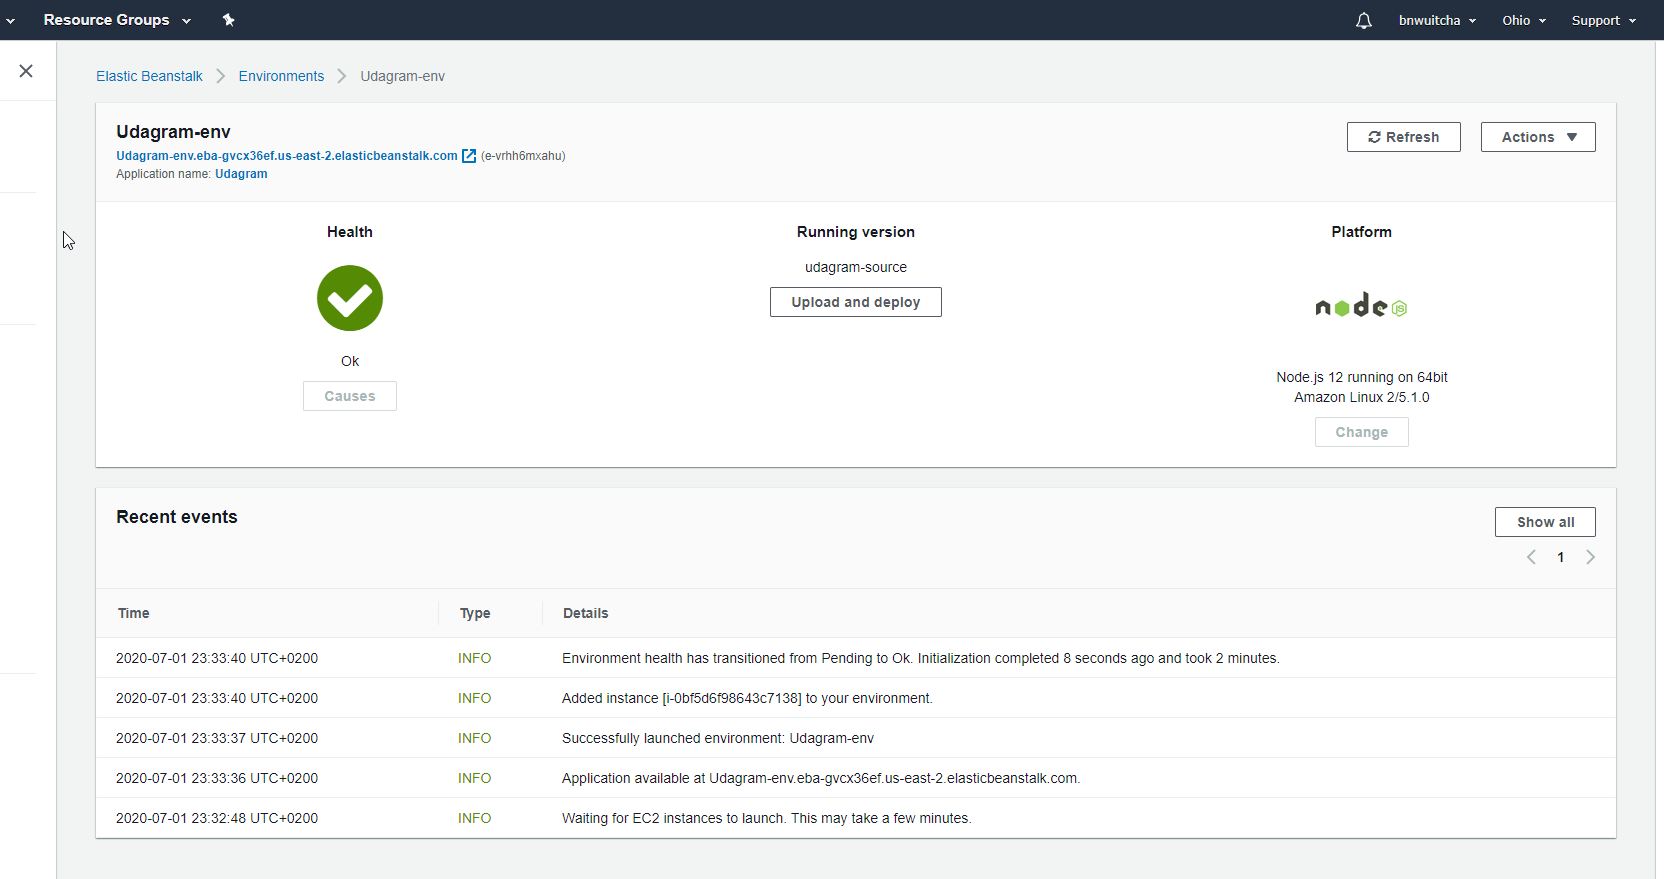 Resource Groups
bnwuitcha
Ohio
Support
Elastic Beanstalk
Environments
Udagram-env
Udagram-env
Udagram-env.eba-gvcx36ef.us-east-2.elasticbeanstalk.com (e-vrhh6mxahu)
Application name: Udagram
Refresh
Actions
Health
Ok
Causes
Running version
udagram-source
Upload and deploy
Platform
node JS
Node.js 12 running on 64bit
Amazon Linux 2/5.1.0
Change
Recent events
Show all
1
Time Type Details
2020-07-01 23:33:40 UTC+0200 INFO Environment health has transitioned from Pending to Ok. Initialization completed 8 seconds ago and took 2 minutes.
2020-07-01 23:33:40 UTC+0200 INFO Added instance [i-0bf5d6f98643c7138] to your environment.
2020-07-01 23:33:37 UTC+0200 INFO Successfully launched environment: Udagram-env
2020-07-01 23:33:36 UTC+0200 INFO Application available at Udagram-env.eba-gvcx36ef.us-east-2.elasticbeanstalk.com.
2020-07-01 23:32:48 UTC+0200 INFO Waiting for EC2 instances to launch. This may take a few minutes.